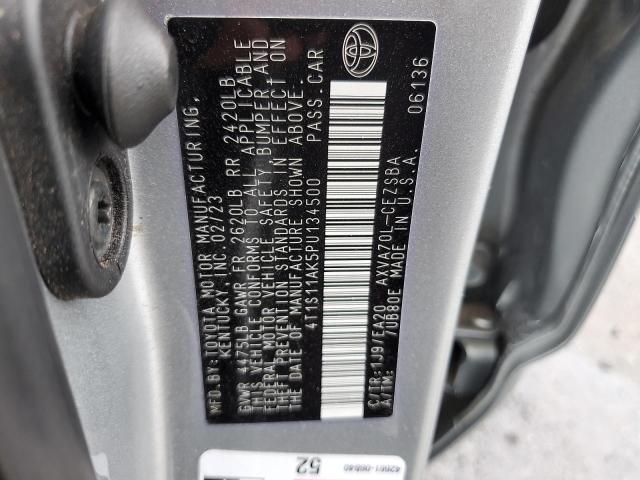 MFD. BY: TOYOTA MOTOR MANUFACTURING,
KENTUCKY, INC. 02/23
GVWR 4475LB GAWR FR 2620LB RR 2420LB
THIS VEHICLE CONFORMS TO ALL APPLICABLE
FEDERAL MOTOR VEHICLE SAFETY, BUMPER, AND
THEFT PREVENTION STANDARDS IN EFFECT ON
THE DATE OF MANUFACTURE SHOWN ABOVE.
4T1S11AK5PU134500 PASS.CAR
06136
C/TR: 1J9/EA20 AXVA70L-CEZSBA
A/TM: /UB80E MADE IN U.S.A.
52